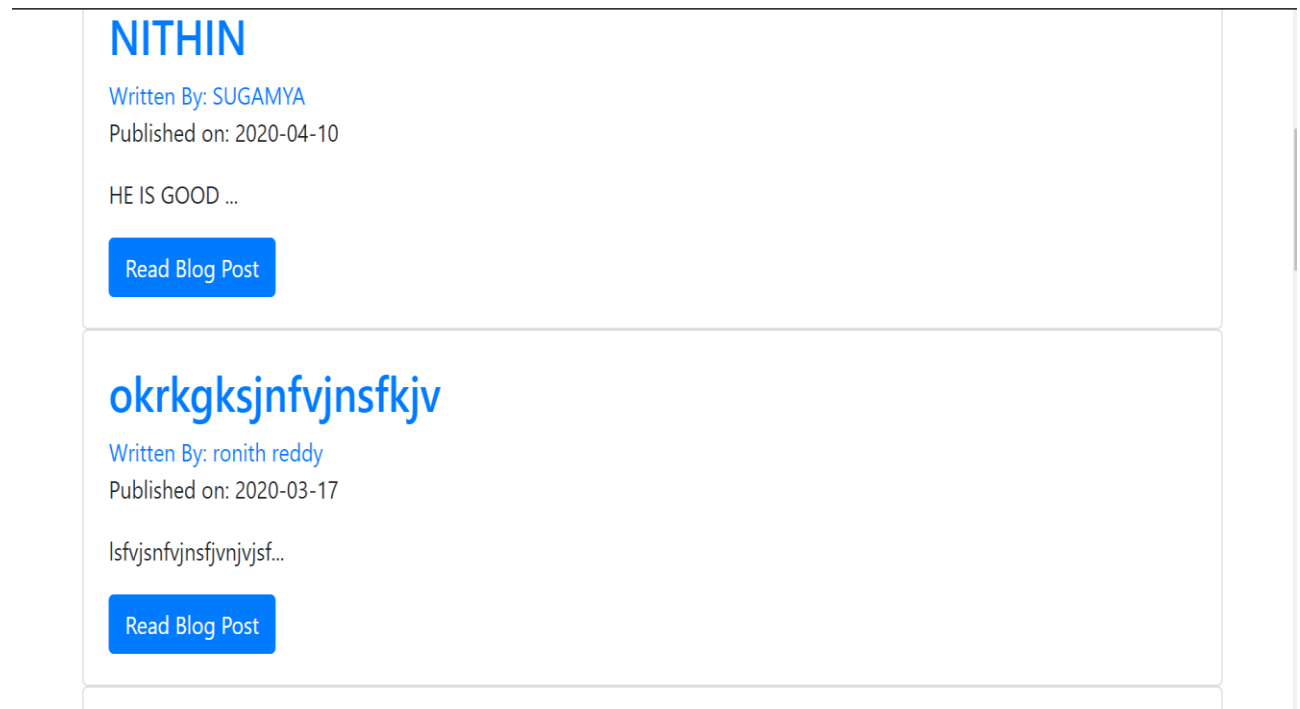 NITHIN
Written By: SUGAMYA
Published on: 2020-04-10
HE IS GOOD ...
Read Blog Post
okrkgksjnfvjnsfkjv
Written By: ronith reddy
Published on: 2020-03-17
lsfvjsnfvjnsfjvnjvjsf...
Read Blog Post